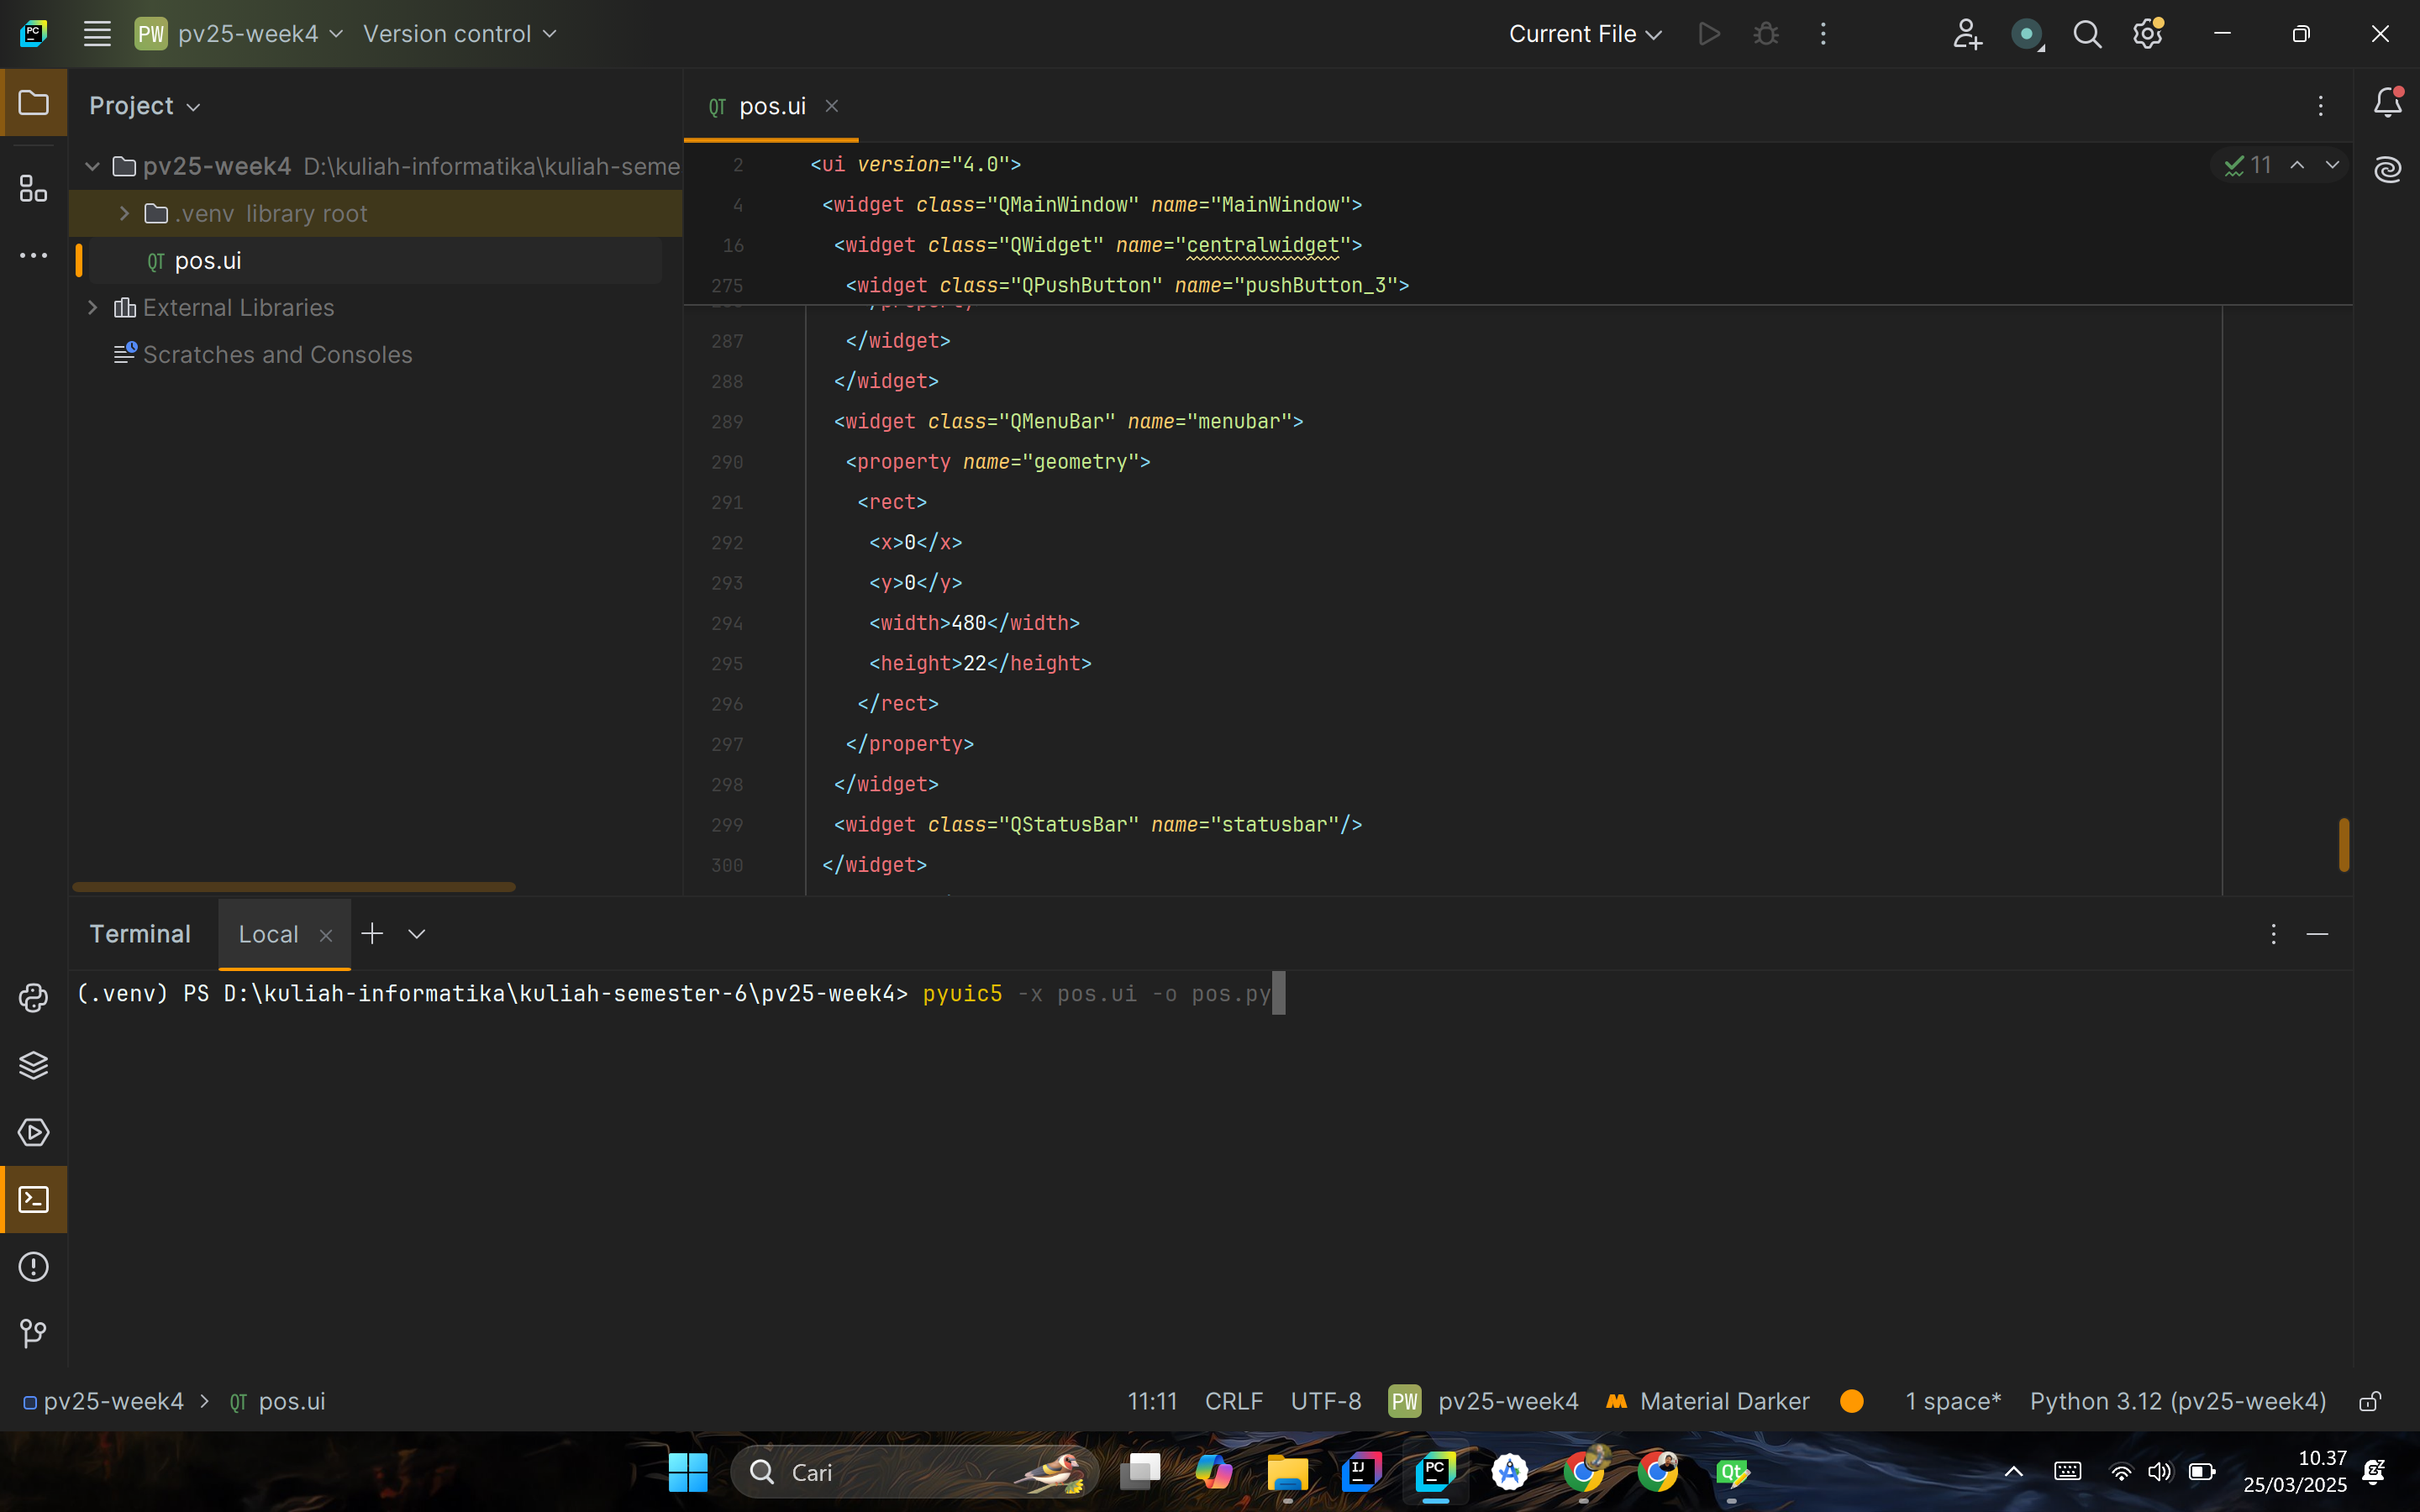 PC
PW pv25-week4
Version control
Current File
Project
pos.ui
pv25-week4 D:\kuliah-informatika\kuliah-seme
.venv library root
pos.ui
External Libraries
Scratches and Consoles
11
2 <ui version="4.0">
4 <widget class="QMainWindow" name="MainWindow">
16 <widget class="QWidget" name="centralwidget">
275 <widget class="QPushButton" name="pushButton_3">
287 </widget>
288 </widget>
289 <widget class="QMenuBar" name="menubar">
290 <property name="geometry">
291 <rect>
292 <x>0</x>
293 <y>0</y>
294 <width>480</width>
295 <height>22</height>
296 </rect>
297 </property>
298 </widget>
299 <widget class="QStatusBar" name="statusbar"/>
300 </widget>
Terminal Local
(.venv) PS D:\kuliah-informatika\kuliah-semester-6\pv25-week4> pyuic5 -x pos.ui -o pos.py
pv25-week4 > QT pos.ui
11:11 CRLF UTF-8 PW pv25-week4 Material Darker 1 space* Python 3.12 (pv25-week4)
Cari
IJ
PC
Qt
10.37
25/03/2025